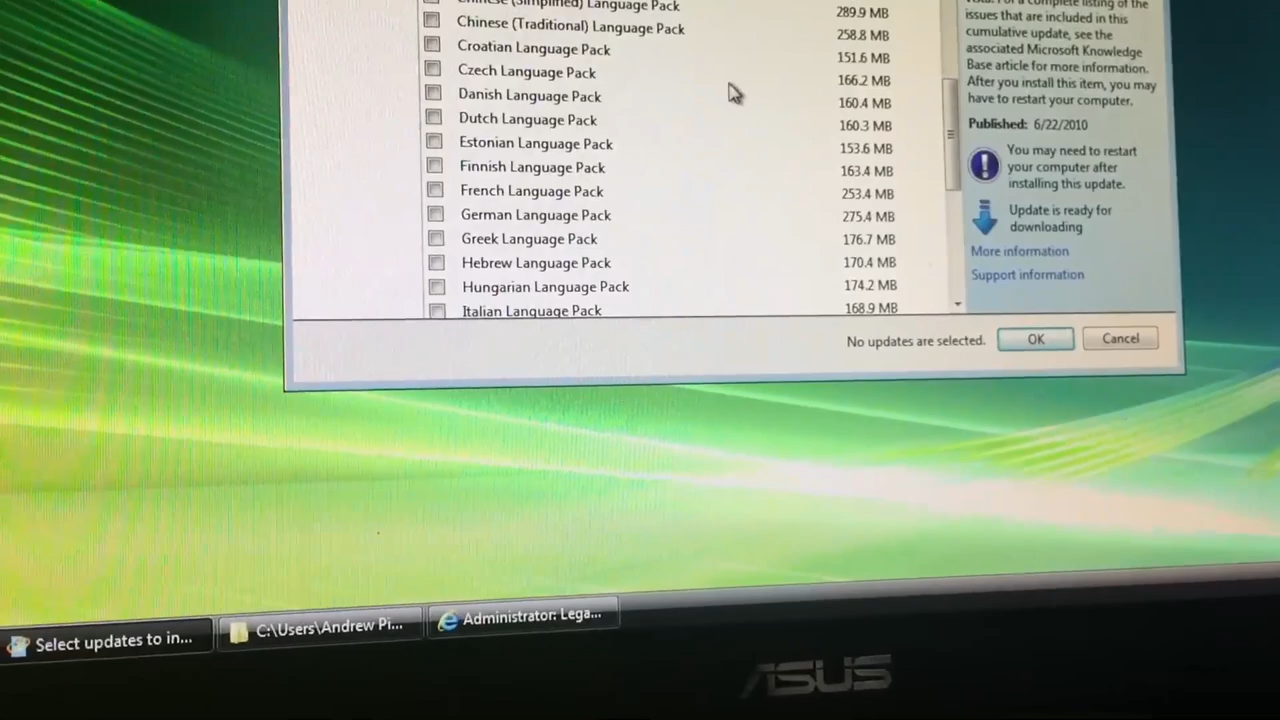 Chinese (Simplified) Language Pack 289.9 MB
Chinese (Traditional) Language Pack 258.8 MB
Croatian Language Pack 151.6 MB
Czech Language Pack 166.2 MB
Danish Language Pack 160.4 MB
Dutch Language Pack 160.3 MB
Estonian Language Pack 153.6 MB
Finnish Language Pack 163.4 MB
French Language Pack 253.4 MB
German Language Pack 275.4 MB
Greek Language Pack 176.7 MB
Hebrew Language Pack 170.4 MB
Hungarian Language Pack 174.2 MB
Italian Language Pack 168.9 MB
complete listing of the
issues that are included in this
cumulative update, see the
associated Microsoft Knowledge
Base article for more information.
After you install this item, you may
have to restart your computer.
Published: 6/22/2010
You may need to restart
your computer after
installing this update.
Update is ready for
downloading
More information
Support information
No updates are selected. OK Cancel
Select updates to in... C:\Users\Andrew Pi... Administrator: Lega...
ASUS